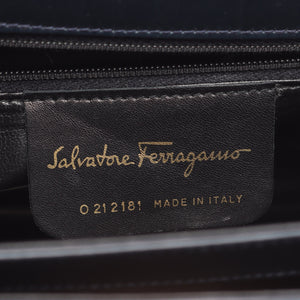 Salvatore Ferragamo
O 212181 MADE IN ITALY